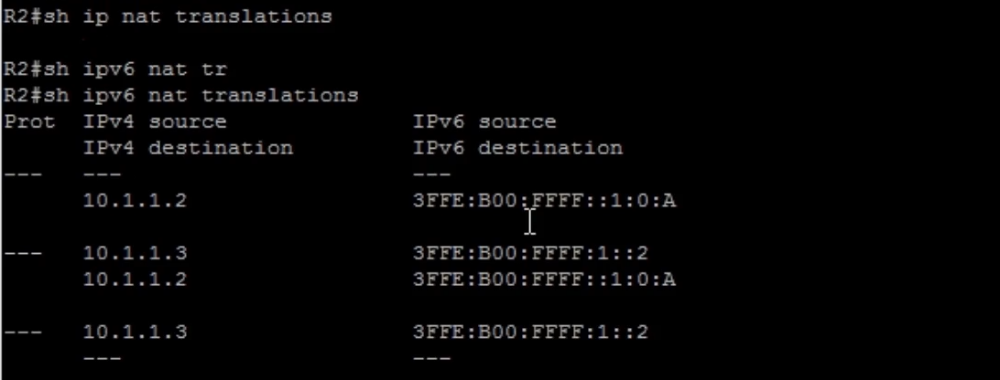 R2#sh ip nat translations
R2#sh ipv6 nat tr
R2#sh ipv6 nat translations
Prot  IPv4 source              IPv6 source
      IPv4 destination         IPv6 destination
---   ---                      ---
      10.1.1.2                 3FFE:B00:FFFF::1:0:A
---   10.1.1.3                 3FFE:B00:FFFF:1::2
      10.1.1.2                 3FFE:B00:FFFF::1:0:A
---   10.1.1.3                 3FFE:B00:FFFF:1::2
      ---                      ---